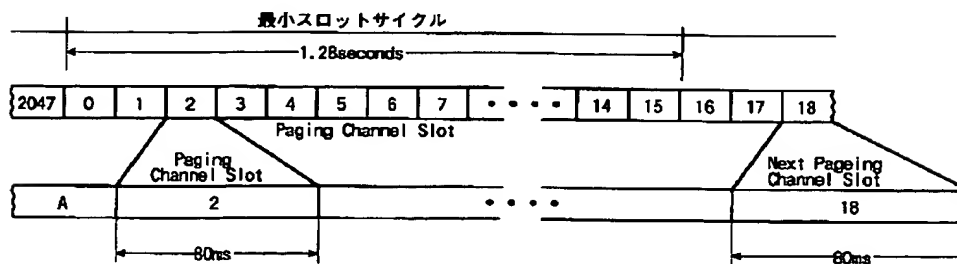 最小スロットサイクル
1.28seconds
2047 0 1 2 3 4 5 6 7 ・・・・ 14 15 16 17 18
Paging Channel Slot
Paging
Channel Slot
Next Pageing
Channel Slot
A 2 ・・・・ 18
80ms 80ms